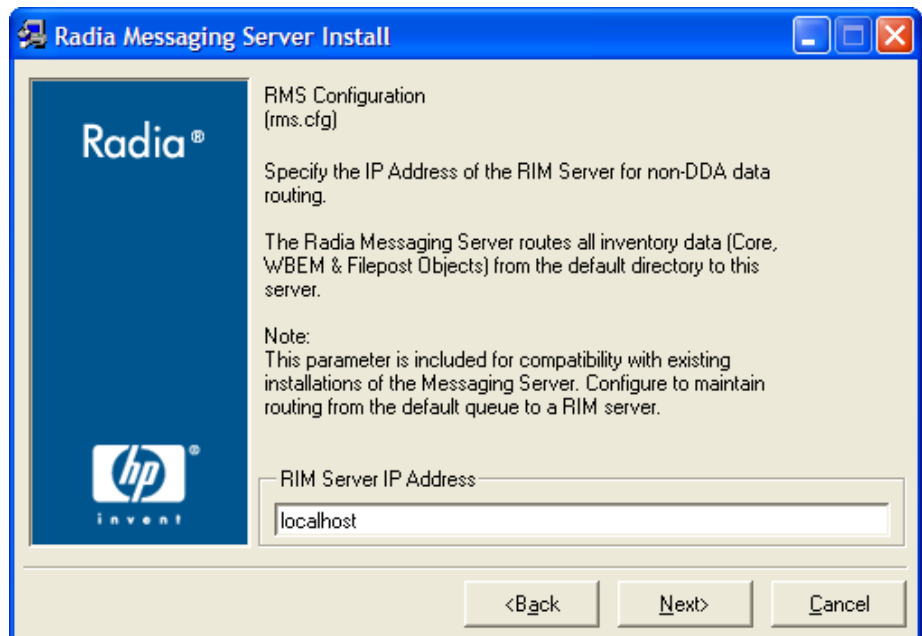 Radia Messaging Server Install
Radia®
RMS Configuration
(rms.cfg)
Specify the IP Address of the RIM Server for non-DDA data
routing.
The Radia Messaging Server routes all inventory data (Core,
WBEM & Filepost Objects) from the default directory to this
server.
Note:
This parameter is included for compatibility with existing
installations of the Messaging Server. Configure to maintain
routing from the default queue to a RIM server.
hp®
invent
RIM Server IP Address
localhost
<Back
Next>
Cancel